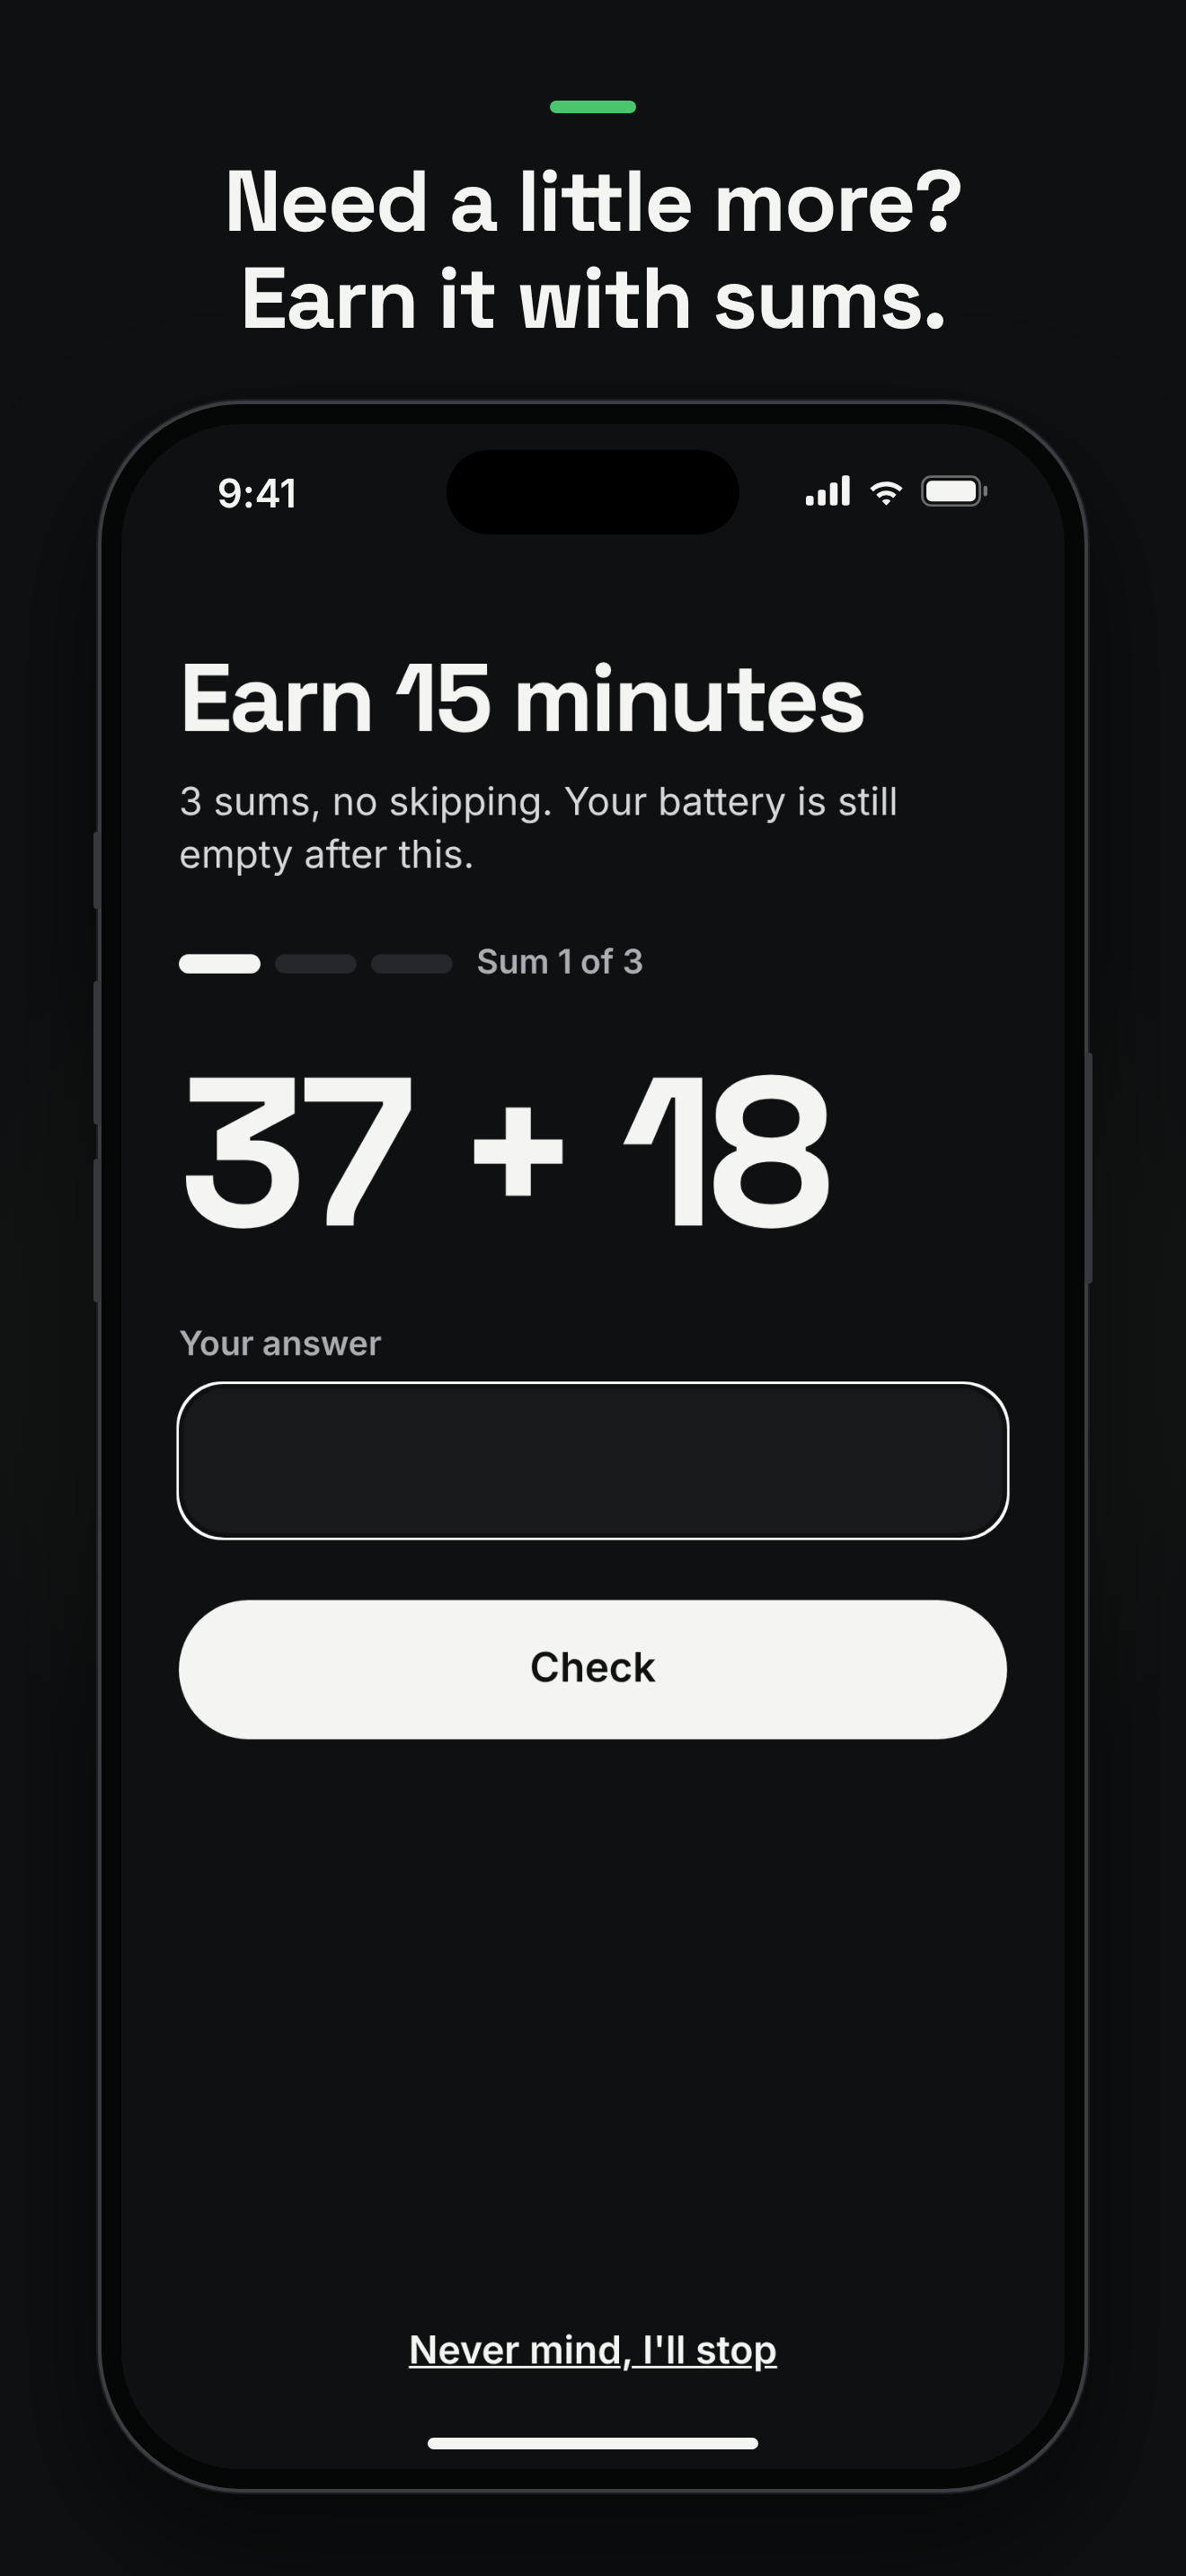 Need a little more?
Earn it with sums.
9:41
Earn 15 minutes
3 sums, no skipping. Your battery is still
empty after this.
Sum 1 of 3
37 + 18
Your answer
Check
Never mind, I'll stop